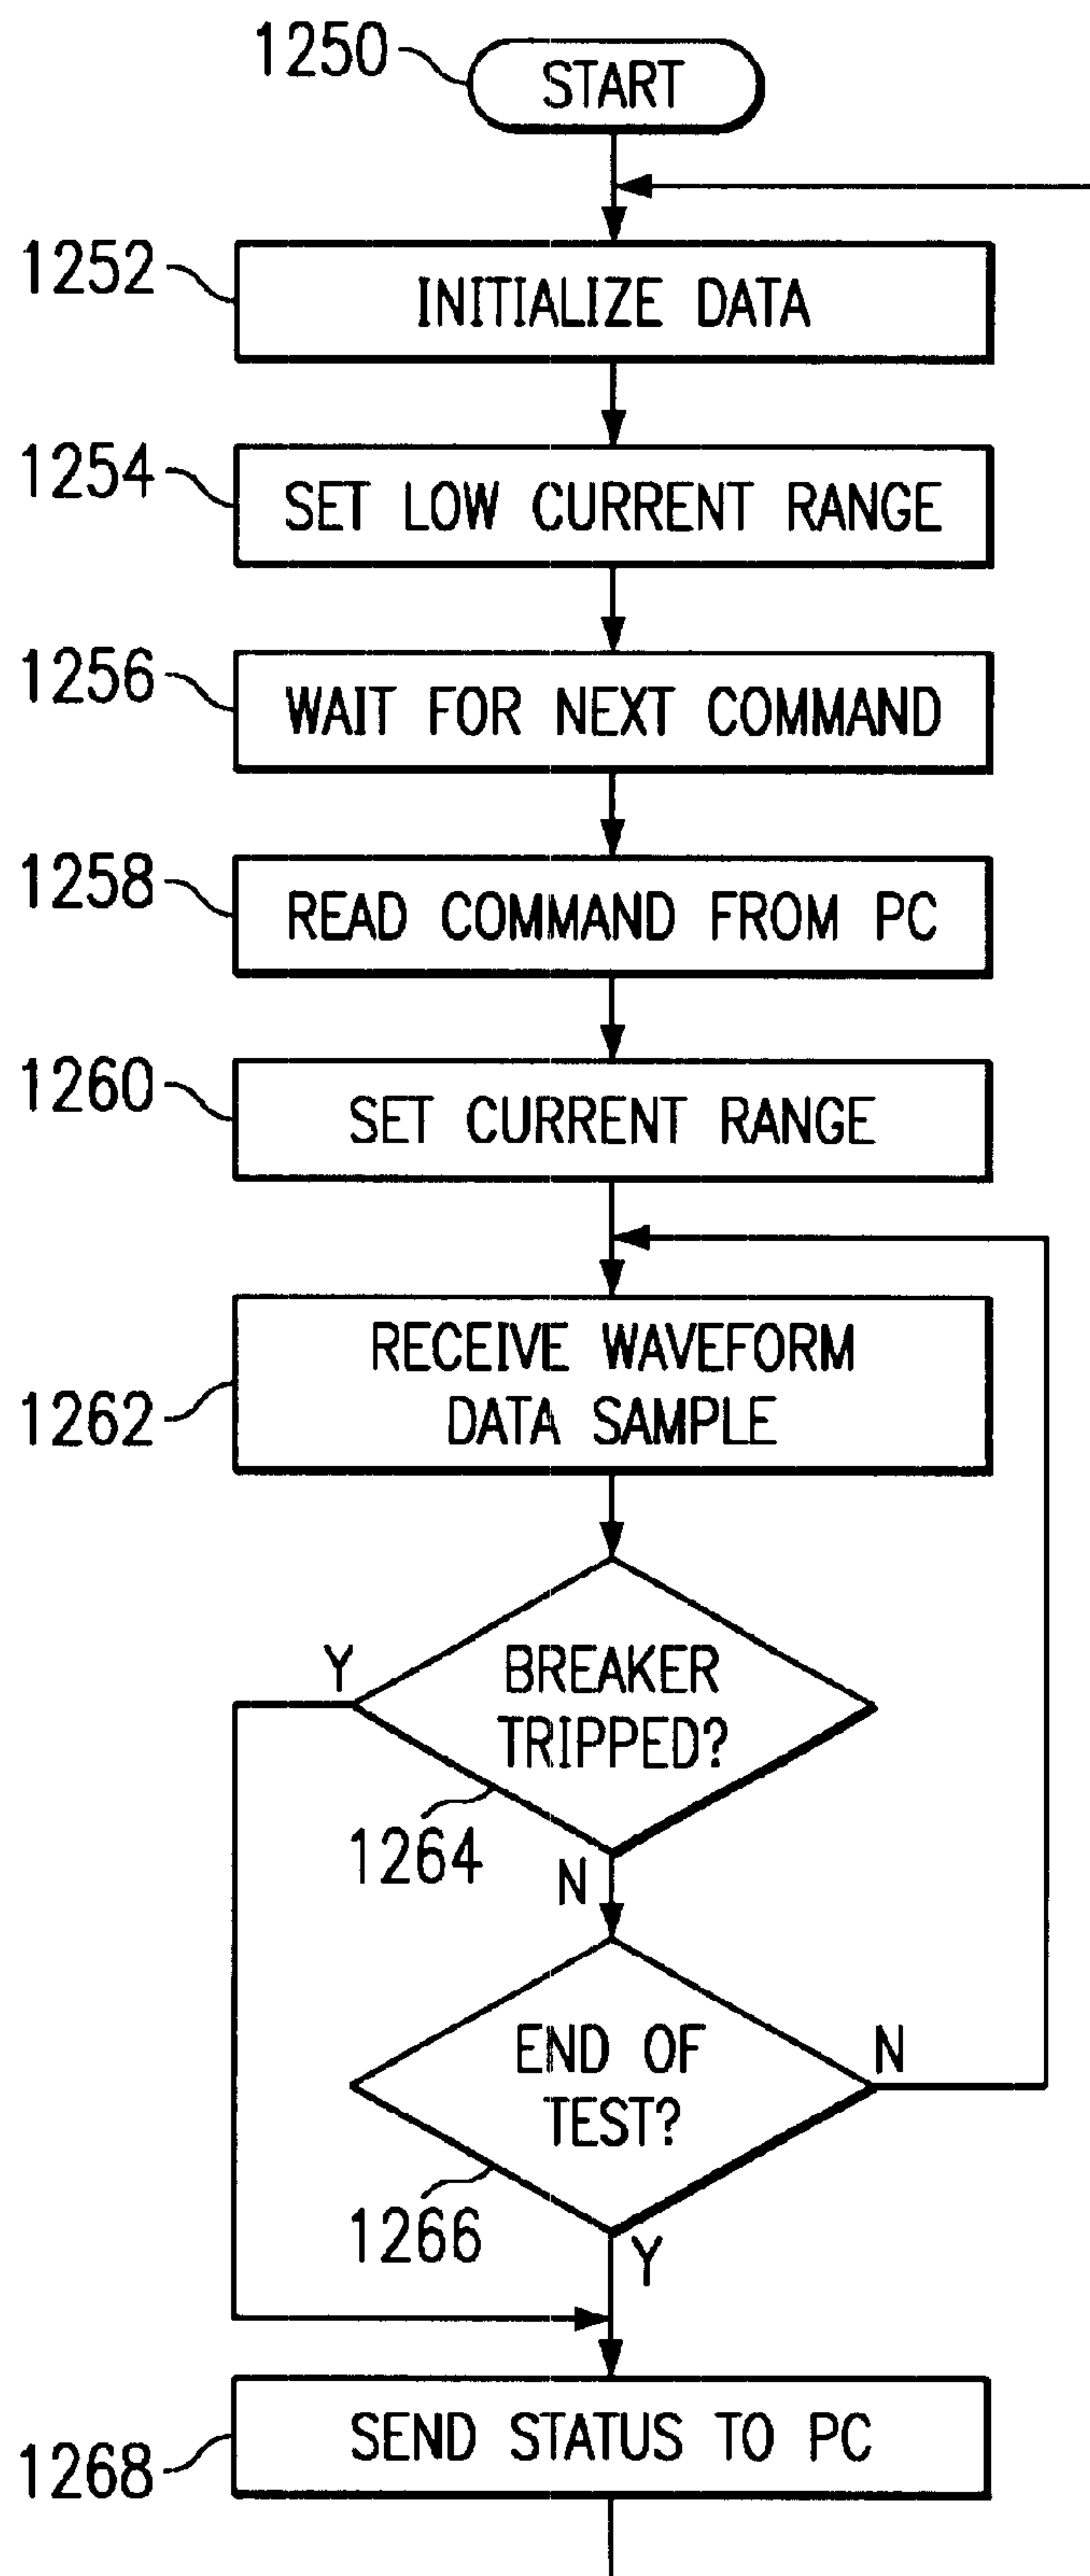 1250
START
1252
INITIALIZE DATA
1254
SET LOW CURRENT RANGE
1256
WAIT FOR NEXT COMMAND
1258
READ COMMAND FROM PC
1260
SET CURRENT RANGE
1262
RECEIVE WAVEFORM
DATA SAMPLE
Y
BREAKER
TRIPPED?
1264
N
END OF
TEST?
N
1266
Y
1268
SEND STATUS TO PC